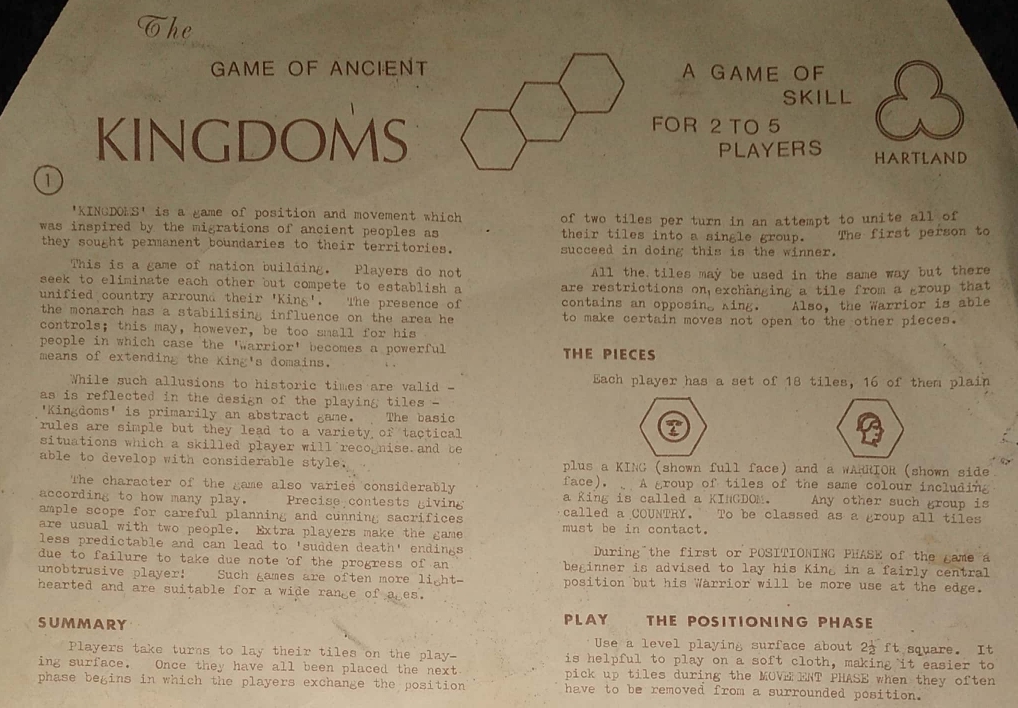 The
GAME OF ANCIENT
KINGDOMS
A GAME OF
SKILL
FOR 2 TO 5
PLAYERS
HARTLAND
1
'KINGDOMS' is a game of position and movement which
was inspired by the migrations of ancient peoples as
they sought permanent boundaries to their territories.
This is a game of nation building. Players do not
seek to eliminate each other but compete to establish a
unified country arround their 'King'. The presence of
the monarch has a stabilising influence on the area he
controls; this may, however, be too small for his
people in which case the 'Warrior' becomes a powerful
means of extending the King's domains.
While such allusions to historic times are valid -
as is reflected in the design of the playing tiles -
'Kingdoms' is primarily an abstract game. The basic
rules are simple but they lead to a variety of tactical
situations which a skilled player will recognise and be
able to develop with considerable style.
The character of the game also varies considerably
according to how many play. Precise contests giving
ample scope for careful planning and cunning sacrifices
are usual with two people. Extra players make the game
less predictable and can lead to 'sudden death' endings
due to failure to take due note of the progress of an
unobtrusive player! Such games are often more light-
hearted and are suitable for a wide range of ages.
SUMMARY
Players take turns to lay their tiles on the play-
ing surface. Once they have all been placed the next
phase begins in which the players exchange the position
of two tiles per turn in an attempt to unite all of
their tiles into a single group. The first person to
succeed in doing this is the winner.
All the tiles may be used in the same way but there
are restrictions on exchanging a tile from a group that
contains an opposing King. Also, the Warrior is able
to make certain moves not open to the other pieces.
THE PIECES
Each player has a set of 18 tiles, 16 of them plain
plus a KING (shown full face) and a WARRIOR (shown side
face). A group of tiles of the same colour including
a King is called a KINGDOM. Any other such group is
called a COUNTRY. To be classed as a group all tiles
must be in contact.
During the first or POSITIONING PHASE of the game a
beginner is advised to lay his King in a fairly central
position but his Warrior will be more use at the edge.
PLAY THE POSITIONING PHASE
Use a level playing surface about 2½ ft square. It
is helpful to play on a soft cloth, making it easier to
pick up tiles during the MOVEMENT PHASE when they often
have to be removed from a surrounded position.